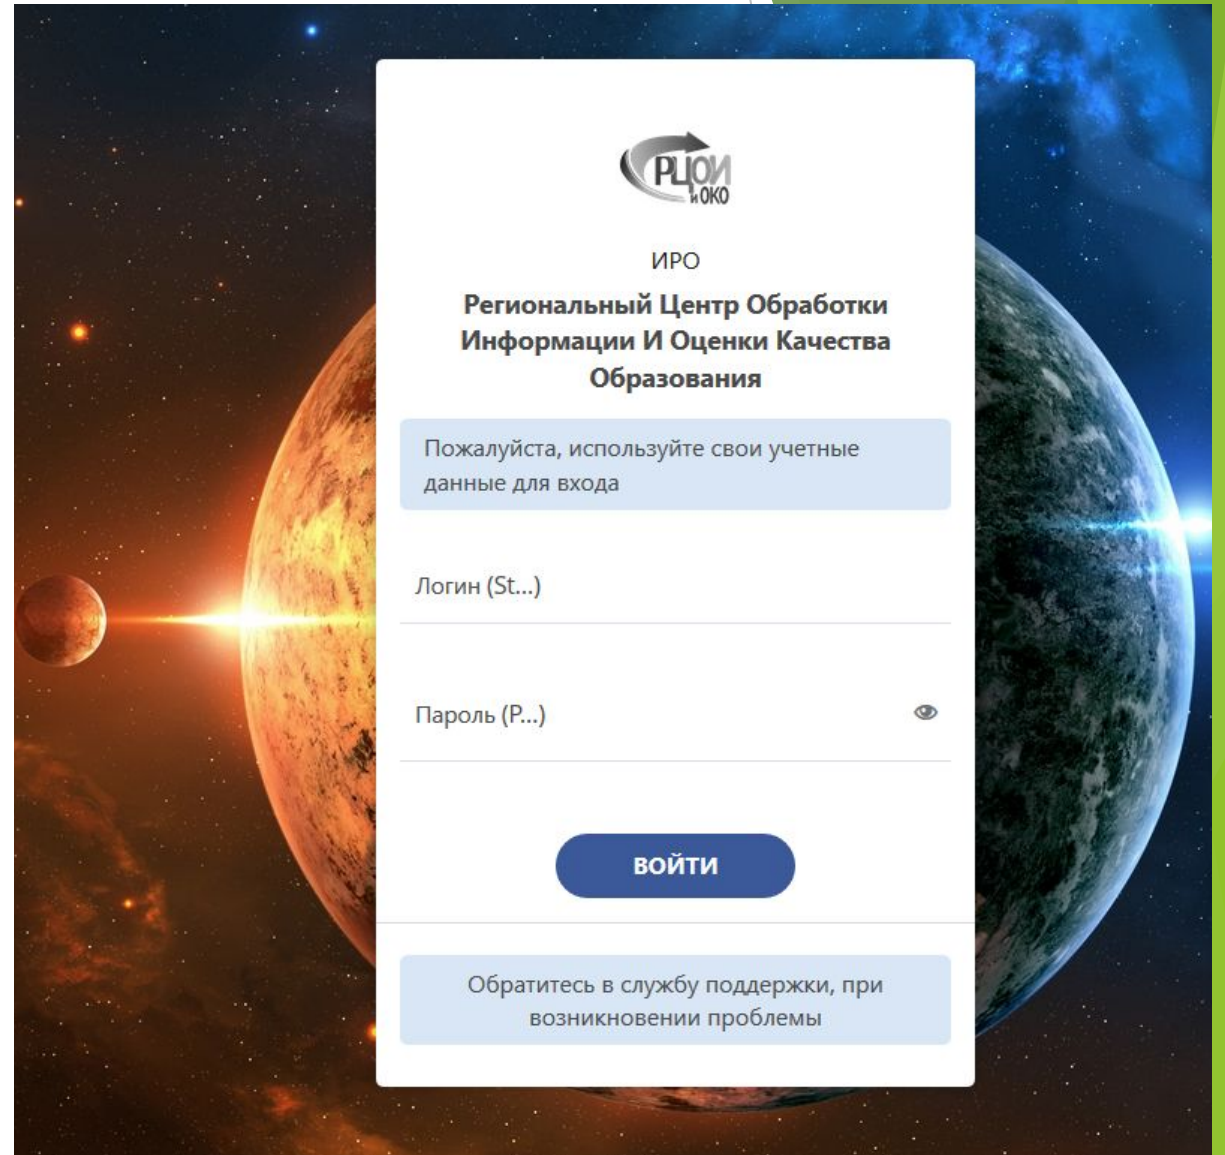 РЦОИ
и ОКО
ИРО
Региональный Центр Обработки
Информации И Оценки Качества
Образования
Пожалуйста, используйте свои учетные
данные для входа
Логин (St...)
Пароль (P...)
ВОЙТИ
Обратитесь в службу поддержки, при
возникновении проблемы